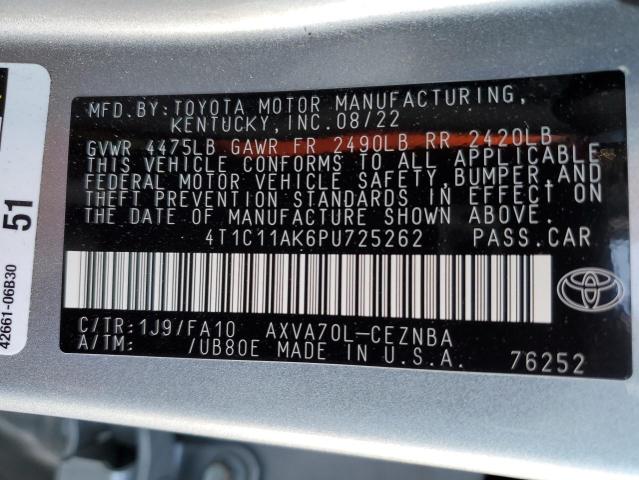 MFD.BY:TOYOTA MOTOR MANUFACTURING,
KENTUCKY,INC.08/22
GVWR 4475LB GAWR FR 2490LB RR 2420LB
THIS VEHICLE CONFORMS TO ALL APPLICABLE
FEDERAL MOTOR VEHICLE SAFETY,BUMPER,AND
THEFT PREVENTION STANDARDS IN EFFECT ON
THE DATE OF MANUFACTURE SHOWN ABOVE.
4T1C11AK6PU725262 PASS.CAR
C/TR:1J9/FA10 AXVA70L-CEZNBA
A/TM: /UB80E MADE IN U.S.A.
76252
51
42661-06B30